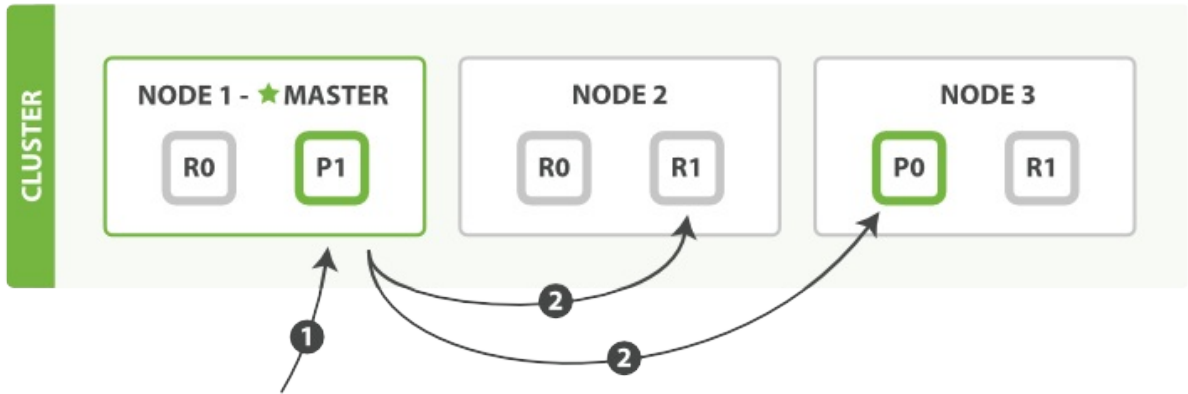 CLUSTER
NODE 1 - ★ MASTER
R0
P1
NODE 2
R0
R1
NODE 3
P0
R1
1
2
2